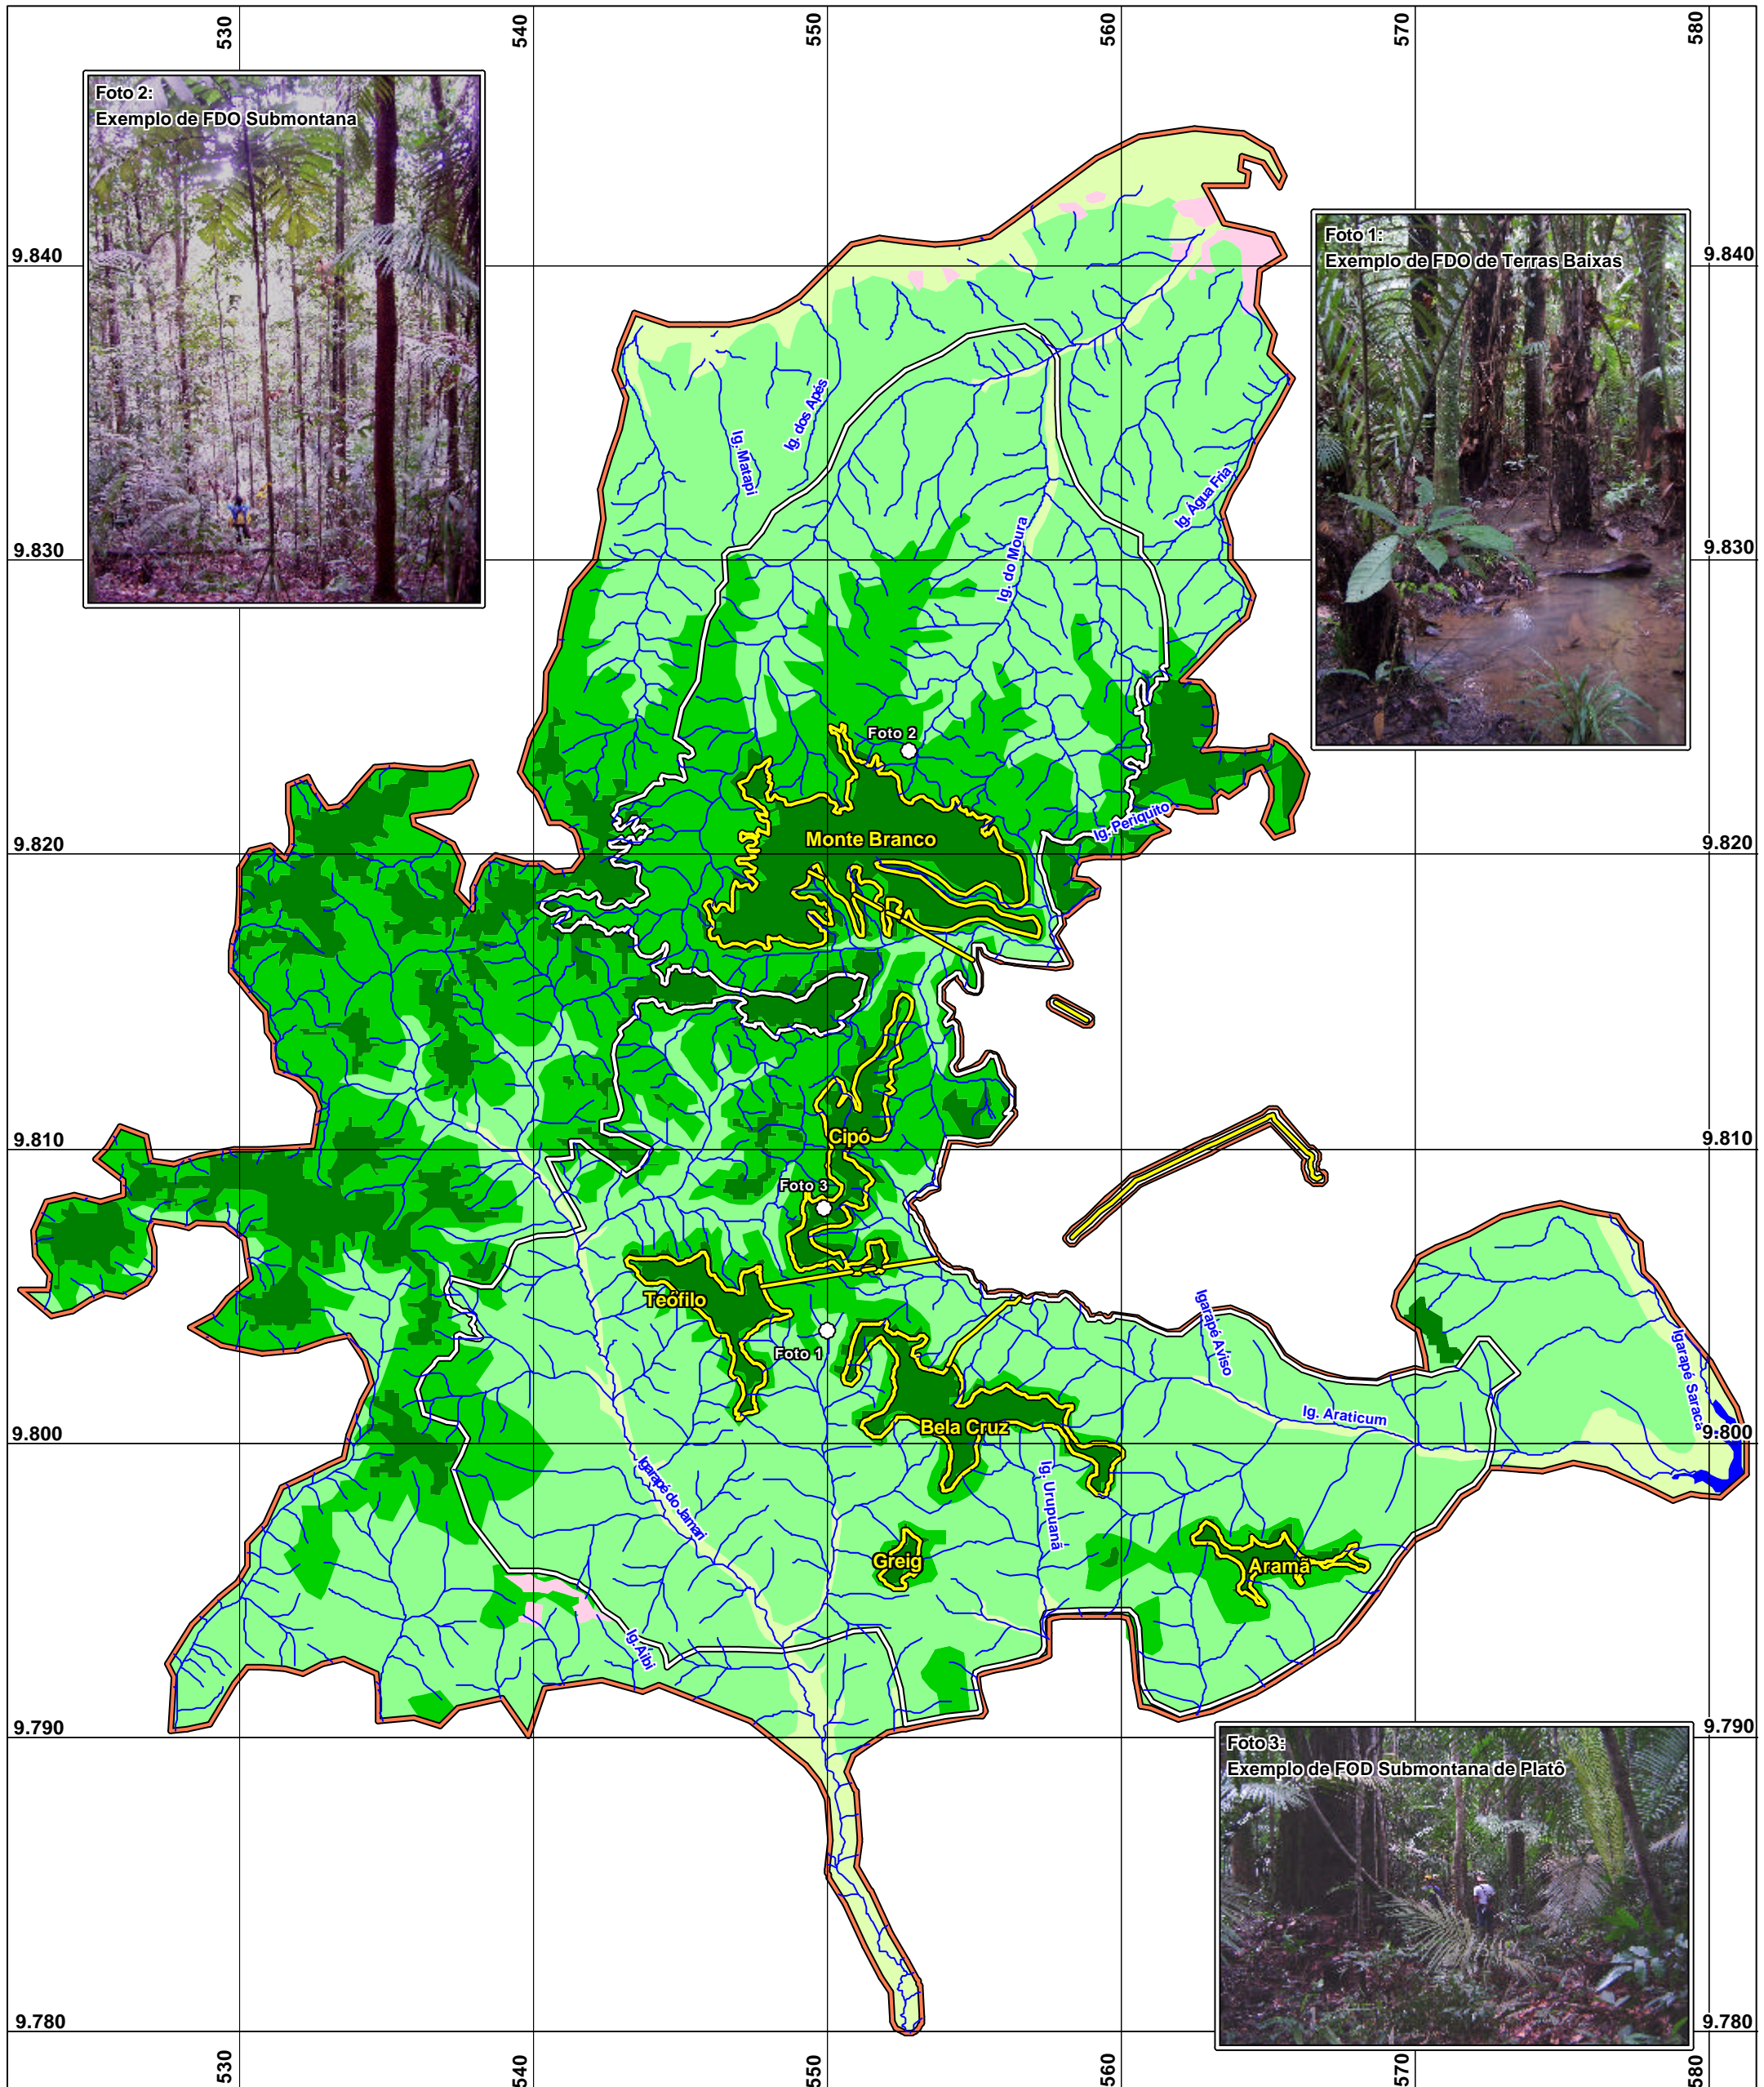 530
540
550
560
570
580
Foto 2:
Exemplo de FDO Submontana
Foto 1:
Exemplo de FDO de Terras Baixas
9.840
9.840
Ig. dos Apés
Ig. Matapi
Ig. Água Fria
Ig. do Moura
9.830
9.830
Foto 2
Ig. Periquito
Monte Branco
9.820
9.820
9.810
9.810
Cipó
Foto 3
Teófilo
Foto 1
Igarapé Aviso
Igarapé Saracá
Ig. Araticum
Bela Cruz
9.800
9.800
Igarapé do Jamari
Ig. Urupuanã
Greig
Aramã
Ig. Aibi
9.790
9.790
Foto 3:
Exemplo de FOD Submontana de Platô
9.780
9.780
530
540
550
560
570
580